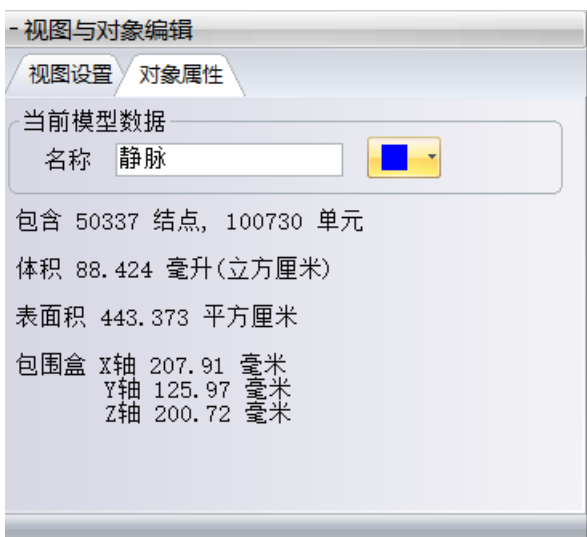 -视图与对象编辑
视图设置 对象属性
当前模型数据
名称 静脉
包含 50337 结点, 100730 单元
体积 88.424 毫升(立方厘米)
表面积 443.373 平方厘米
包围盒 X轴 207.91 毫米
Y轴 125.97 毫米
Z轴 200.72 毫米